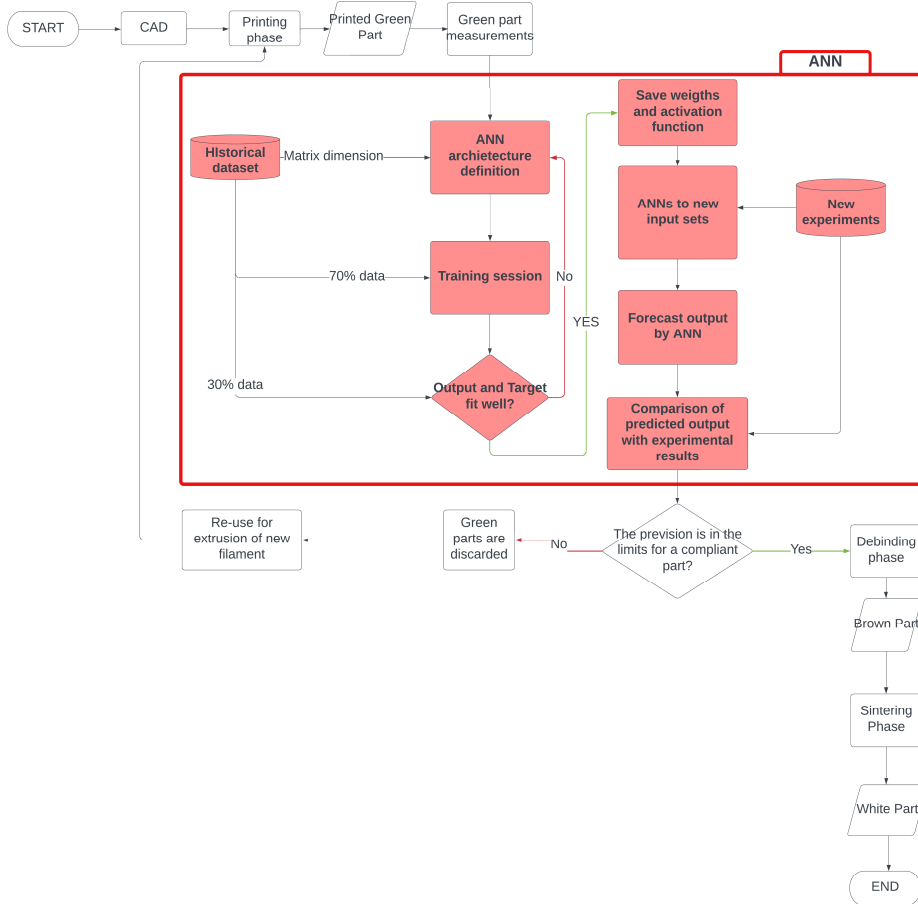 START
CAD
Printing
phase
Printed Green
Part
Green part
measurements
ANN
HIstorical
dataset
Matrix dimension
ANN
archietecture
definition
70% data
Training session
No
30% data
Output and Target
fit well?
YES
Save weigths
and activation
function
ANNs to new
input sets
New
experiments
Forecast output
by ANN
Comparison of
predicted output
with experimental
results
Re-use for
extrusion of new
filament
Green
parts are
discarded
No
The prevision is in the
limits for a compliant
part?
Yes
Debinding
phase
Brown Part
Sintering
Phase
White Part
END